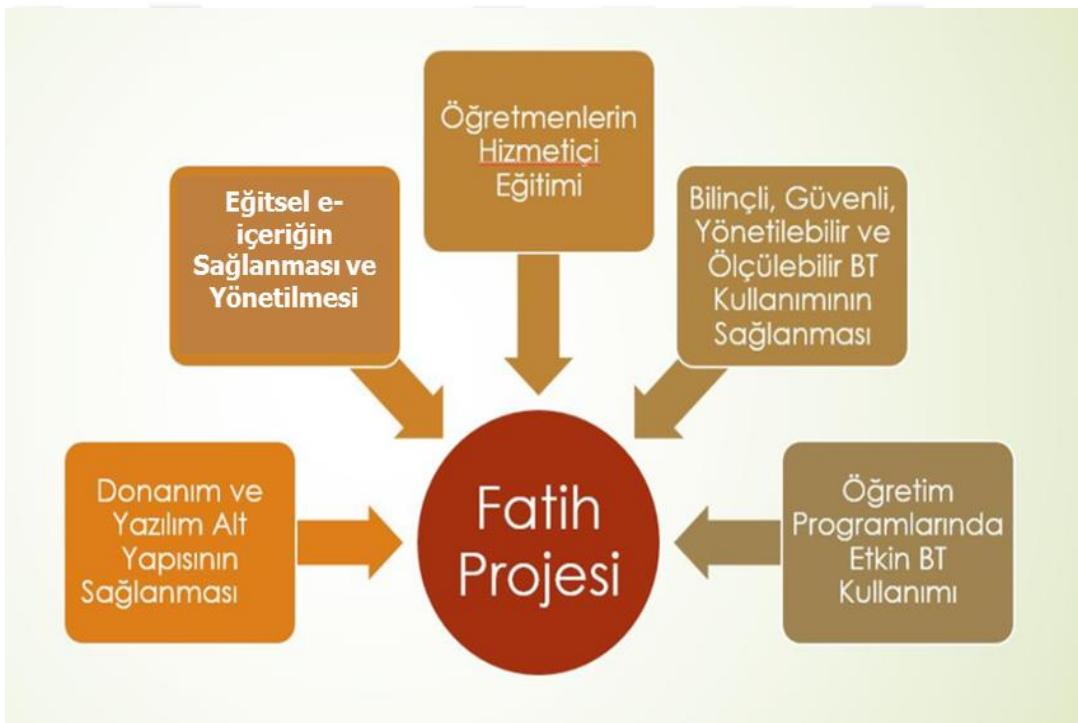 Öğretmenlerin
Hizmetiçi
Eğitimi
Eğitsel e-
içeriğin
Sağlanması ve
Yönetilmesi
Bilinçli, Güvenli,
Yönetilebilir ve
Ölçülebilir BT
Kullanımının
Sağlanması
Donanım ve
Yazılım Alt
Yapısının
Sağlanması
Fatih
Projesi
Öğretim
Programlarında
Etkin BT
Kullanımı